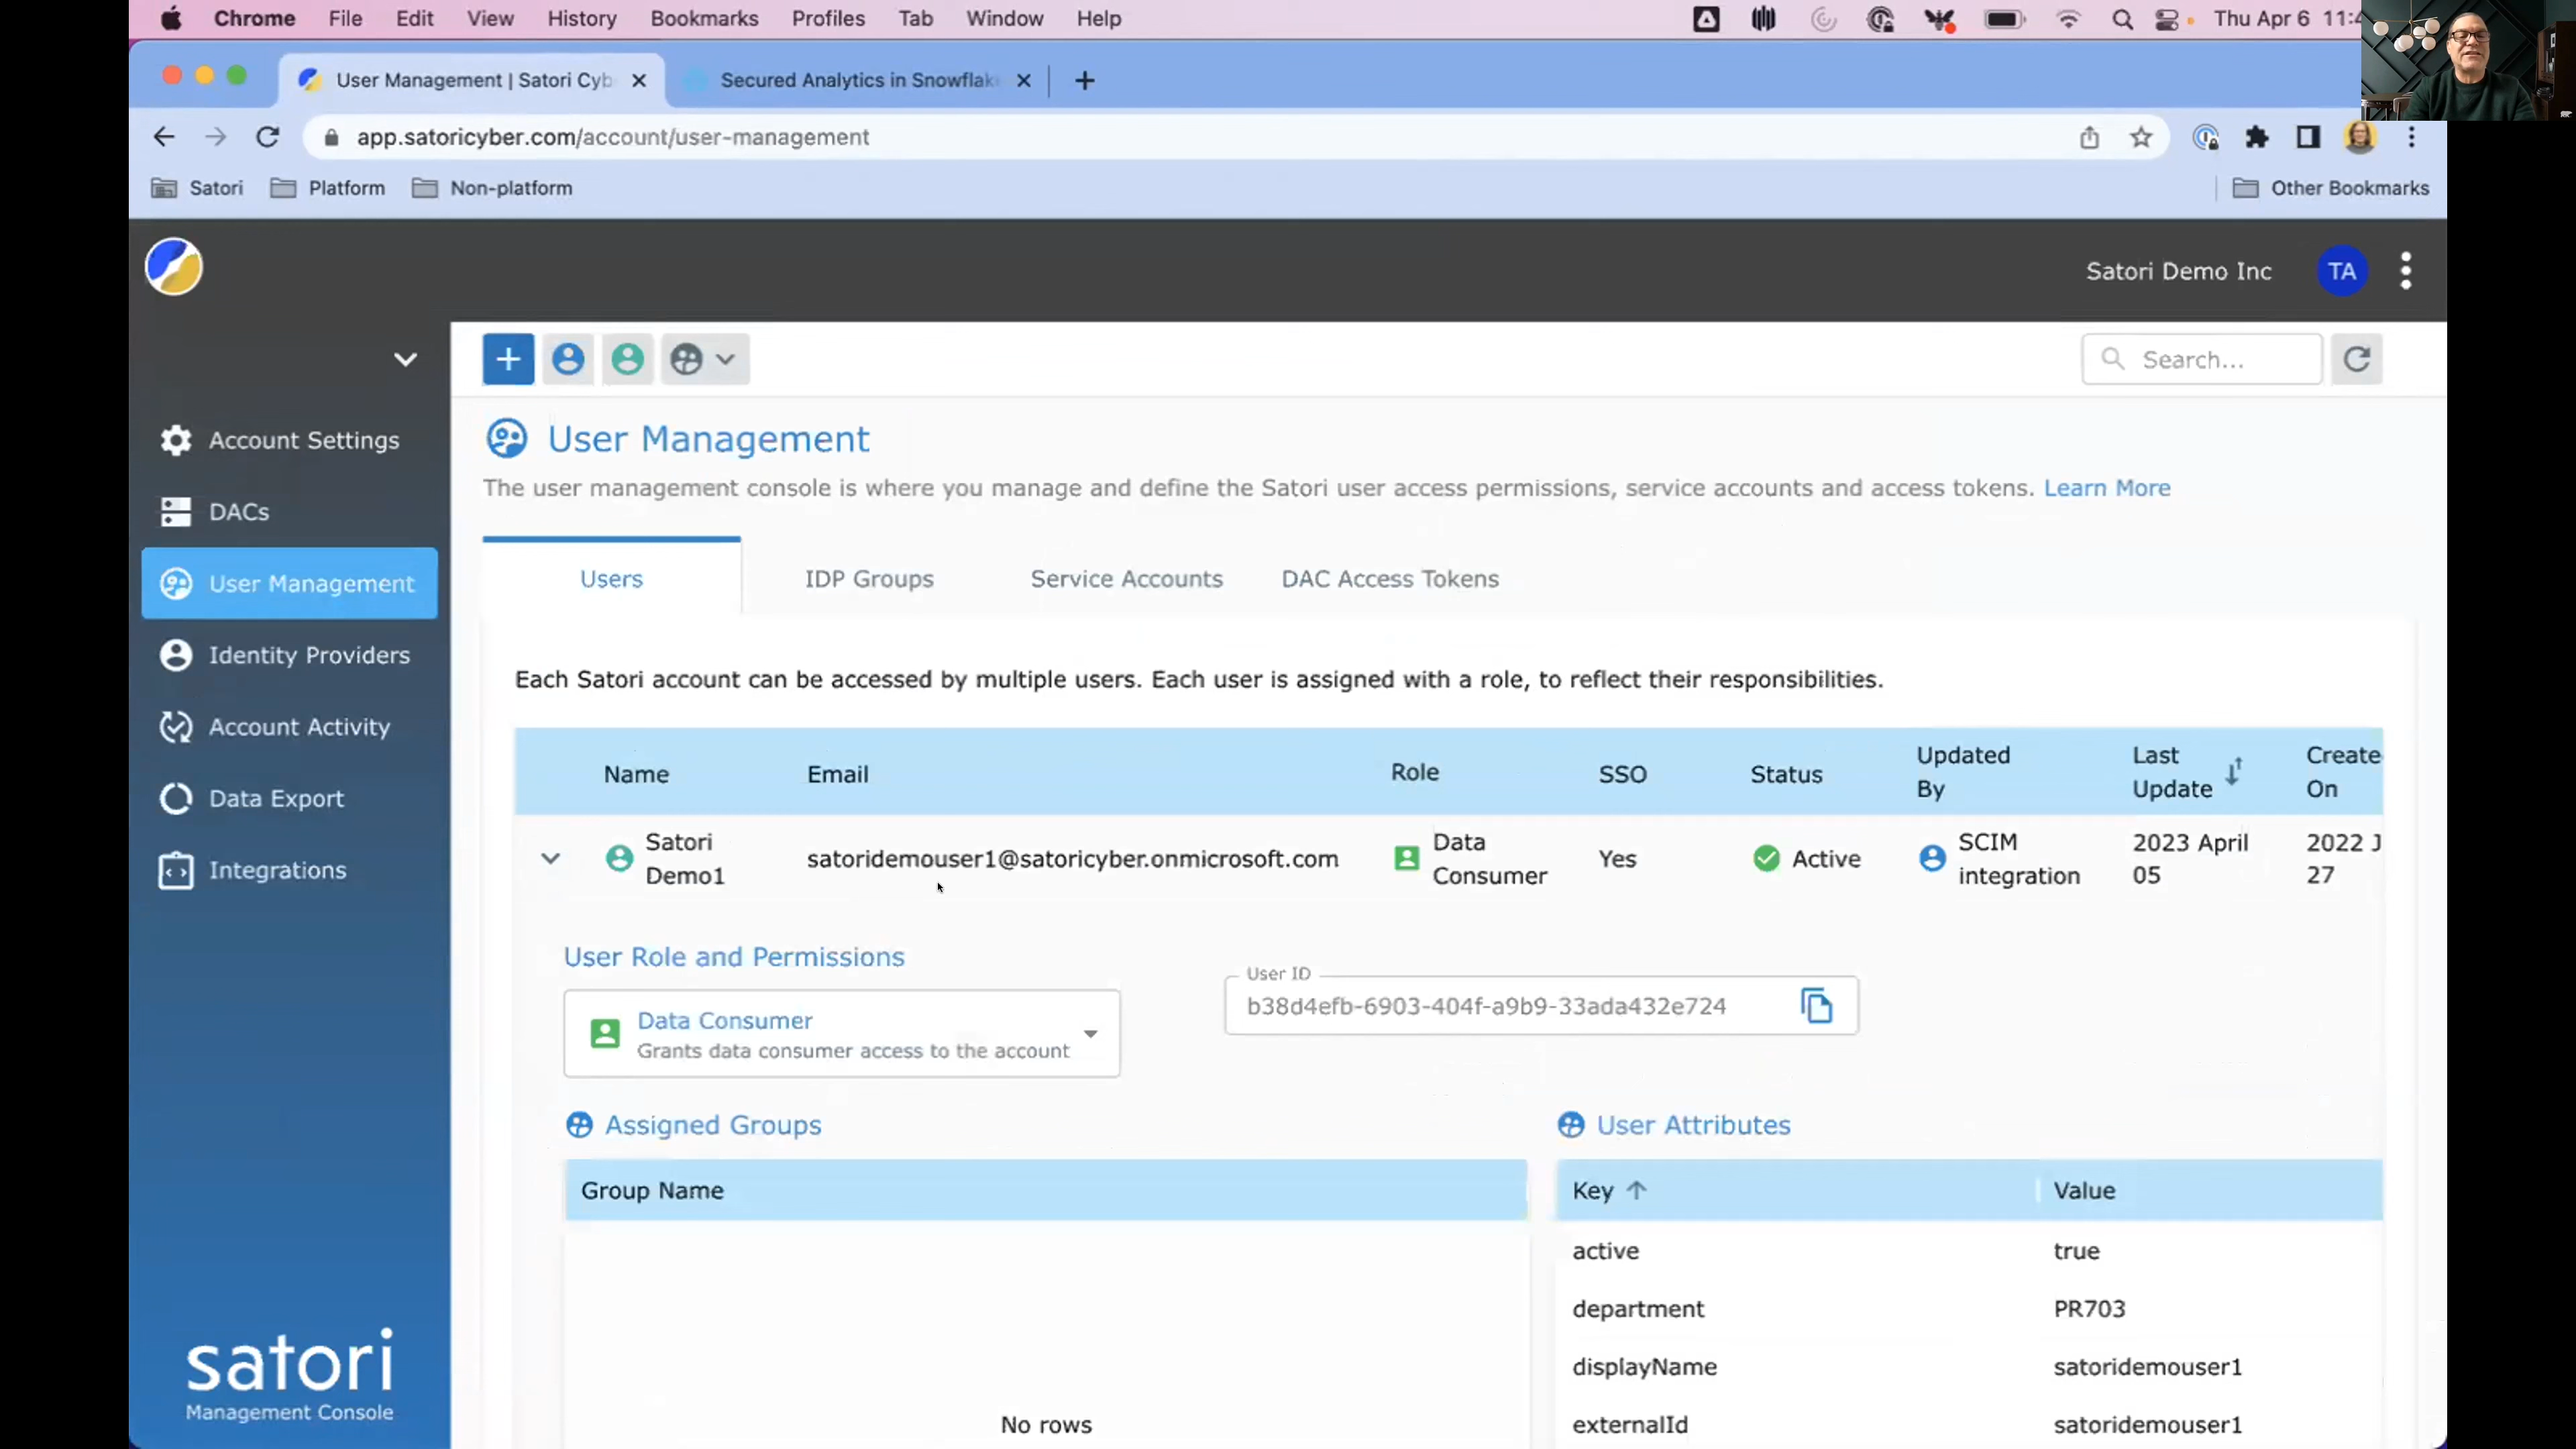 Chrome File Edit View History Bookmarks Profiles Tab Window Help
Thu Apr 6
User Management | Satori Cyb
Secured Analytics in Snowflak
app.satoricyber.com/account/user-management
Satori Platform Non-platform
Other Bookmarks
Satori Demo Inc
TA
Search...
Account Settings
DACs
User Management
Identity Providers
Account Activity
Data Export
Integrations
satori
Management Console
User Management
The user management console is where you manage and define the Satori user access permissions, service accounts and access tokens. Learn More
Users IDP Groups Service Accounts DAC Access Tokens
Each Satori account can be accessed by multiple users. Each user is assigned with a role, to reflect their responsibilities.
Name Email Role SSO Status Updated By Last Update Create On
Satori Demo1 satoridemouser1@satoricyber.onmicrosoft.com Data Consumer Yes Active SCIM integration 2023 April 05 2022 J 27
User Role and Permissions
Data Consumer
Grants data consumer access to the account
User ID
b38d4efb-6903-404f-a9b9-33ada432e724
Assigned Groups
Group Name
No rows
User Attributes
Key Value
active true
department PR703
displayName satoridemouser1
externalId satoridemouser1